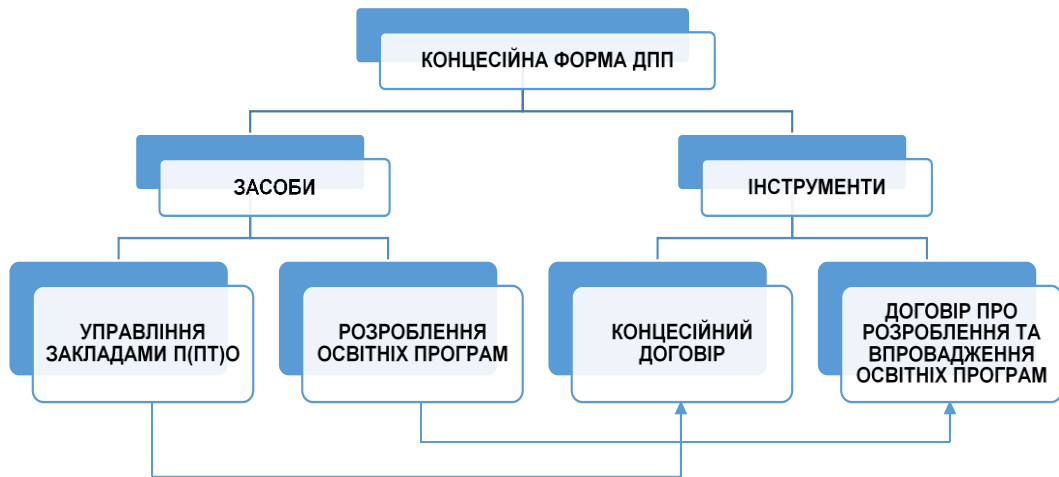 КОНЦЕСІЙНА ФОРМА ДПП
ЗАСОБИ
ІНСТРУМЕНТИ
УПРАВЛІННЯ
ЗАКЛАДАМИ П(ПТ)О
РОЗРОБЛЕННЯ
ОСВІТНІХ ПРОГРАМ
КОНЦЕСІЙНИЙ
ДОГОВІР
ДОГОВІР ПРО
РОЗРОБЛЕННЯ ТА
ВПРОВАДЖЕННЯ
ОСВІТНІХ ПРОГРАМ